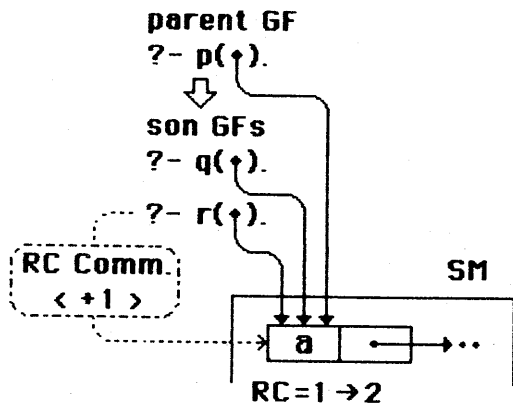 parent GF
?- p( ).
son GFs
?- q( ).
?- r( ).
RC Comm.
< +1 >
SM
a
RC=1→2